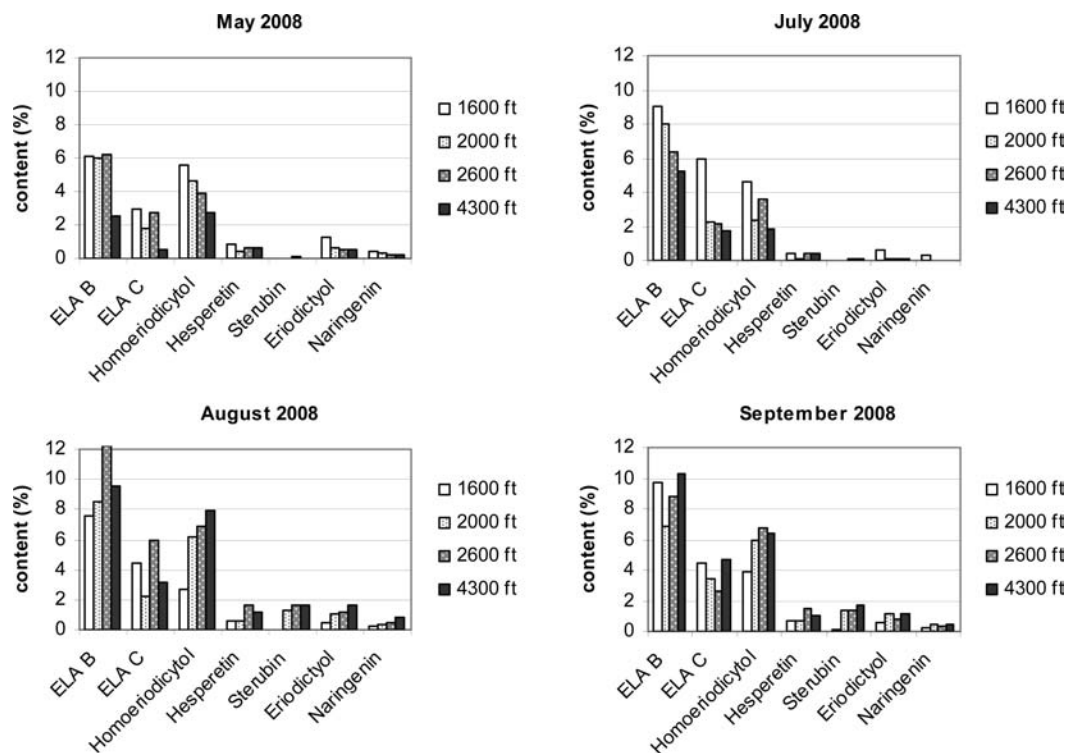 May 2008
content (%)
12
10
8
6
4
2
0
ELA B
ELA C
Homoeriodicytol
Hesperetin
Sterubin
Eriodictyol
Naringenin
1600 ft
2000 ft
2600 ft
4300 ft
July 2008
content (%)
12
10
8
6
4
2
0
ELA B
ELA C
Homoeriodicytol
Hesperetin
Sterubin
Eriodictyol
Naringenin
1600 ft
2000 ft
2600 ft
4300 ft
August 2008
content (%)
12
10
8
6
4
2
0
ELA B
ELA C
Homoeriodicytol
Hesperetin
Sterubin
Eriodictyol
Naringenin
1600 ft
2000 ft
2600 ft
4300 ft
September 2008
content (%)
12
10
8
6
4
2
0
ELA B
ELA C
Homoeriodicytol
Hesperetin
Sterubin
Eriodictyol
Naringenin
1600 ft
2000 ft
2600 ft
4300 ft